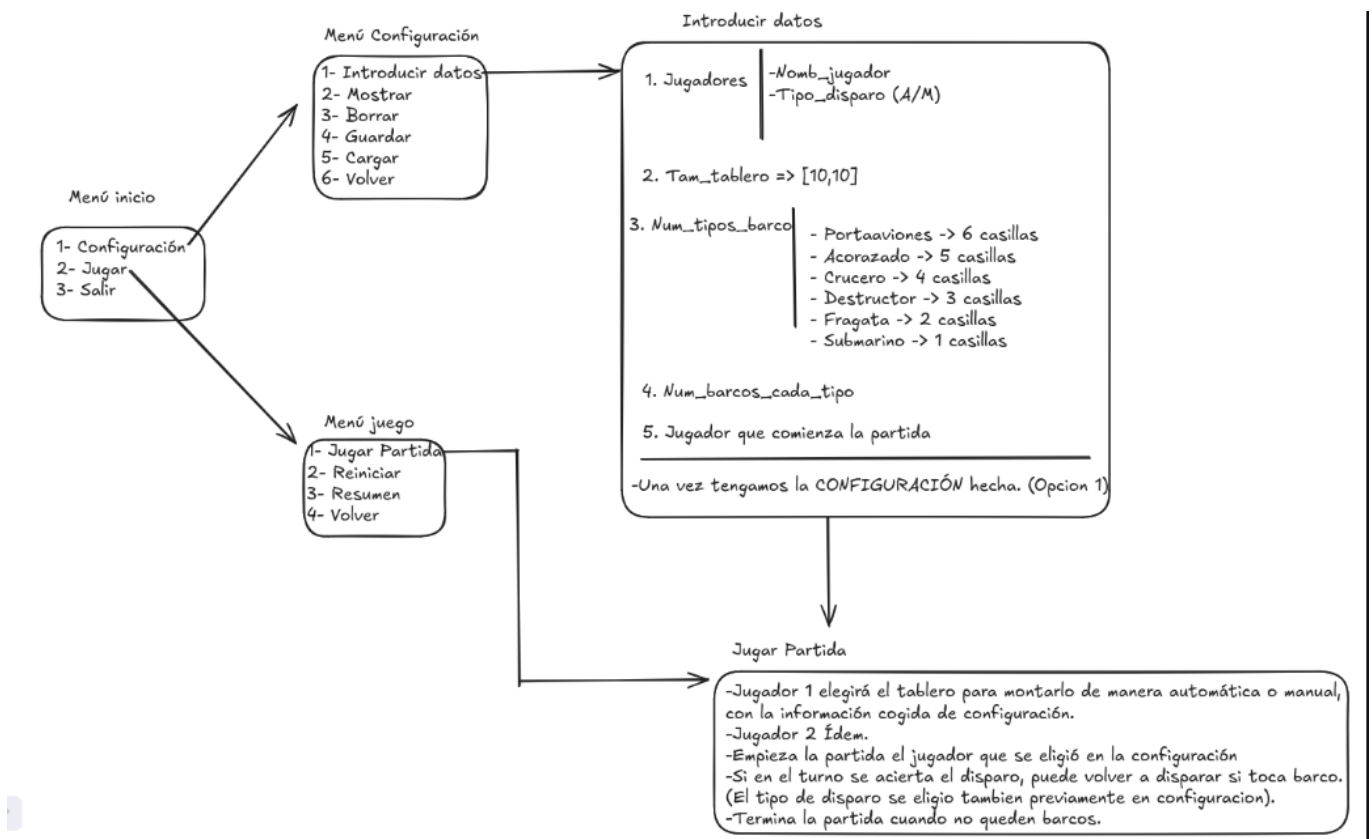 Menú inicio
1- Configuración
2- Jugar
3- Salir
Menú Configuración
1- Introducir datos
2- Mostrar
3- Borrar
4- Guardar
5- Cargar
6- Volver
Introducir datos
1. Jugadores
-Nomb_jugador
-Tipo_disparo (A/M)
2. Tam_tablero => [10,10]
3. Num_tipos_barco
- Portaaviones -> 6 casillas
- Acorazado -> 5 casillas
- Crucero -> 4 casillas
- Destructor -> 3 casillas
- Fragata -> 2 casillas
- Submarino -> 1 casillas
4. Num_barcos_cada_tipo
5. Jugador que comienza la partida
-Una vez tengamos la CONFIGURACIÓN hecha. (Opcion 1)
Menú juego
1- Jugar Partida
2- Reiniciar
3- Resumen
4- Volver
Jugar Partida
-Jugador 1 elegirá el tablero para montarlo de manera automática o manual,
con la información cogida de configuración.
-Jugador 2 Ídem.
-Empieza la partida el jugador que se eligió en la configuración
-Si en el turno se acierta el disparo, puede volver a disparar si toca barco.
(El tipo de disparo se eligio tambien previamente en configuracion).
-Termina la partida cuando no queden barcos.